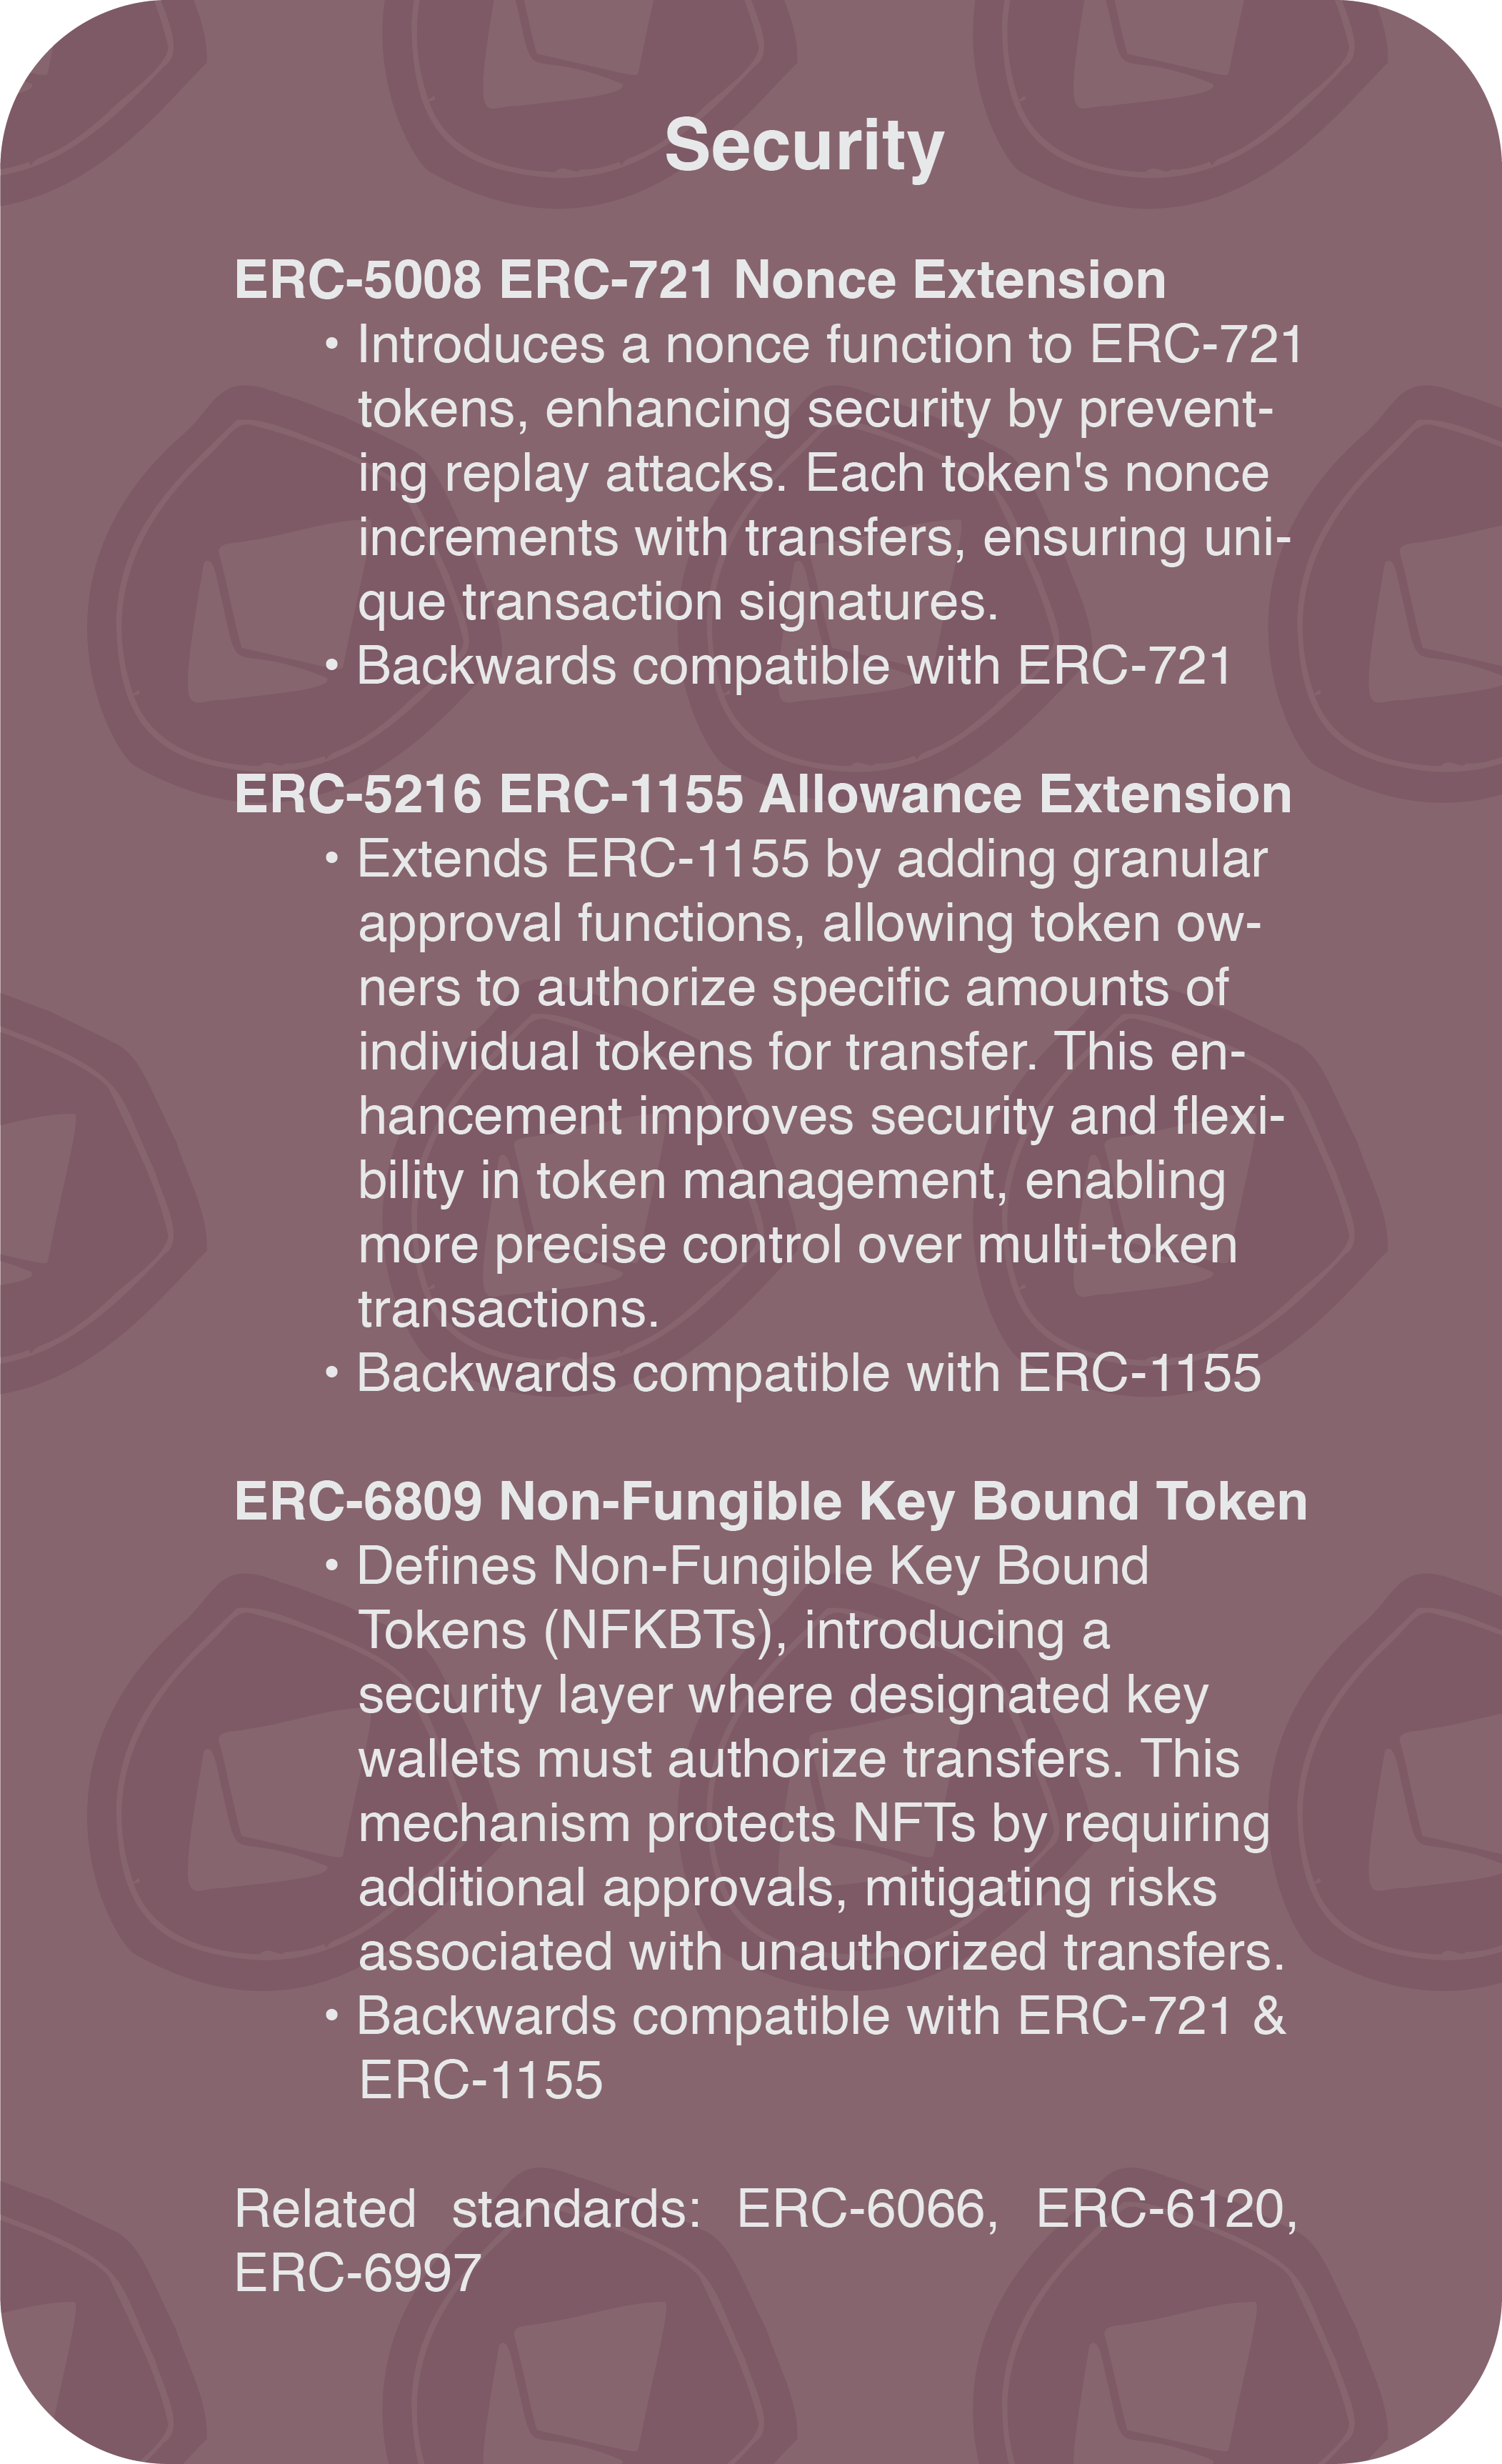 Security
ERC-5008 ERC-721 Nonce Extension
• Introduces a nonce function to ERC-721
tokens, enhancing security by prevent-
ing replay attacks. Each token's nonce
increments with transfers, ensuring uni-
que transaction signatures.
• Backwards compatible with ERC-721
ERC-5216 ERC-1155 Allowance Extension
• Extends ERC-1155 by adding granular
approval functions, allowing token ow-
ners to authorize specific amounts of
individual tokens for transfer. This en-
hancement improves security and flexi-
bility in token management, enabling
more precise control over multi-token
transactions.
• Backwards compatible with ERC-1155
ERC-6809 Non-Fungible Key Bound Token
• Defines Non-Fungible Key Bound
Tokens (NFKBTs), introducing a
security layer where designated key
wallets must authorize transfers. This
mechanism protects NFTs by requiring
additional approvals, mitigating risks
associated with unauthorized transfers.
• Backwards compatible with ERC-721 &
ERC-1155
Related standards: ERC-6066, ERC-6120,
ERC-6997